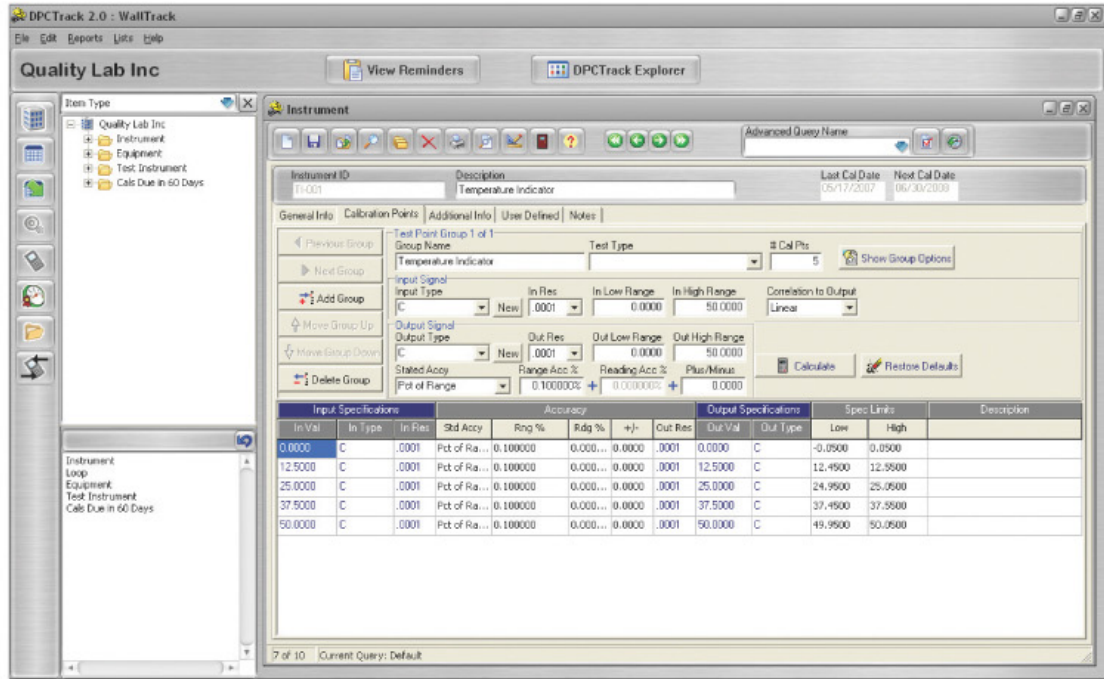 DPCTrack 2.0 : WallTrack
File Edit Reports Lists Help
Quality Lab Inc
View Reminders
DPCTrack Explorer
Item Type
Quality Lab Inc
Instrument
Equipment
Test Instrument
Cals Due in 60 Days
Instrument
Loop
Equipment
Test Instrument
Cals Due in 60 Days
Instrument
Advanced Query Name
Instrument ID Description Last Cal Date Next Cal Date
TI-001 Temperature Indicator 05/17/2007
General Info Calibration Points Additional Info User Defined Notes
Previous Group
Next Group
Add Group
Move Group Up
Move Group Down
Delete Group
Test Point Group 1 of 1
Group Name Test Type # Cal Pts
Temperature Indicator 5 Show Group Options
Input Signal
Input Type In Res In Low Range In High Range Correlation to Output
C New .0001 0.0000 50.0000 Linear
Output Signal
Output Type Out Res Out Low Range Out High Range
C New .0001 0.0000 50.0000
Stated Accy Range Acc % Reading Acc % Plus/Minus
Pct of Range 0.100000% + 0.000000% + 0.0000
Calculate Restore Defaults
Input Specifications Accuracy Output Specifications Spec Limits Description
In Val In Type In Res Std Accy Rng % Rdg % +/- Out Res Out Val Out Type Low High
0.0000 C .0001 Pct of Ra... 0.100000 0.000... 0.0000 .0001 0.0000 C -0.0500 0.0500
12.5000 C .0001 Pct of Ra... 0.100000 0.000... 0.0000 .0001 12.5000 C 12.4500 12.5500
25.0000 C .0001 Pct of Ra... 0.100000 0.000... 0.0000 .0001 25.0000 C 24.9500 25.0500
37.5000 C .0001 Pct of Ra... 0.100000 0.000... 0.0000 .0001 37.5000 C 37.4500 37.5500
50.0000 C .0001 Pct of Ra... 0.100000 0.000... 0.0000 .0001 50.0000 C 49.9500 50.0500
7 of 10 Current Query: Default